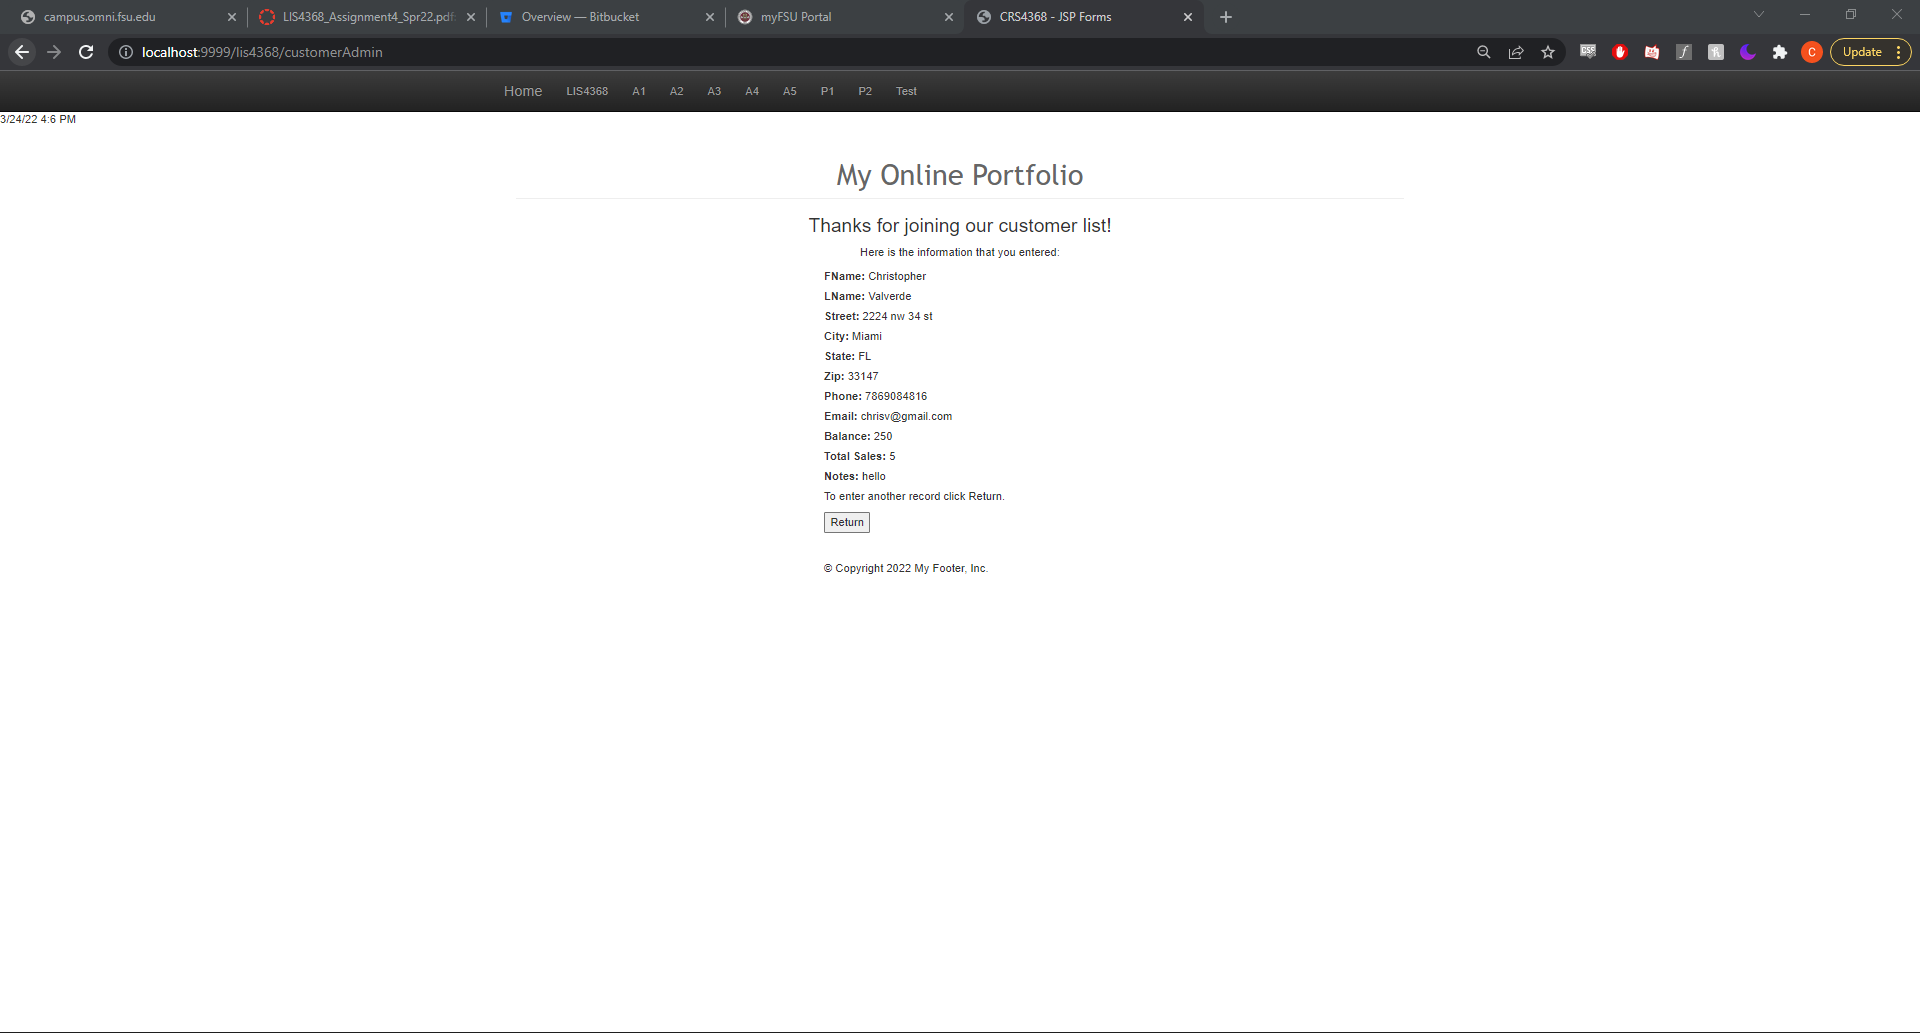 campus.omni.fsu.edu
LIS4368_Assignment4_Spr22.pdf:
Overview — Bitbucket
myFSU Portal
CRS4368 - JSP Forms
localhost:9999/lis4368/customerAdmin
C
Update
Home LIS4368 A1 A2 A3 A4 A5 P1 P2 Test
3/24/22 4:6 PM
My Online Portfolio
Thanks for joining our customer list!
Here is the information that you entered:
FName: Christopher
LName: Valverde
Street: 2224 nw 34 st
City: Miami
State: FL
Zip: 33147
Phone: 7869084816
Email: chrisv@gmail.com
Balance: 250
Total Sales: 5
Notes: hello
To enter another record click Return.
Return
© Copyright 2022 My Footer, Inc.